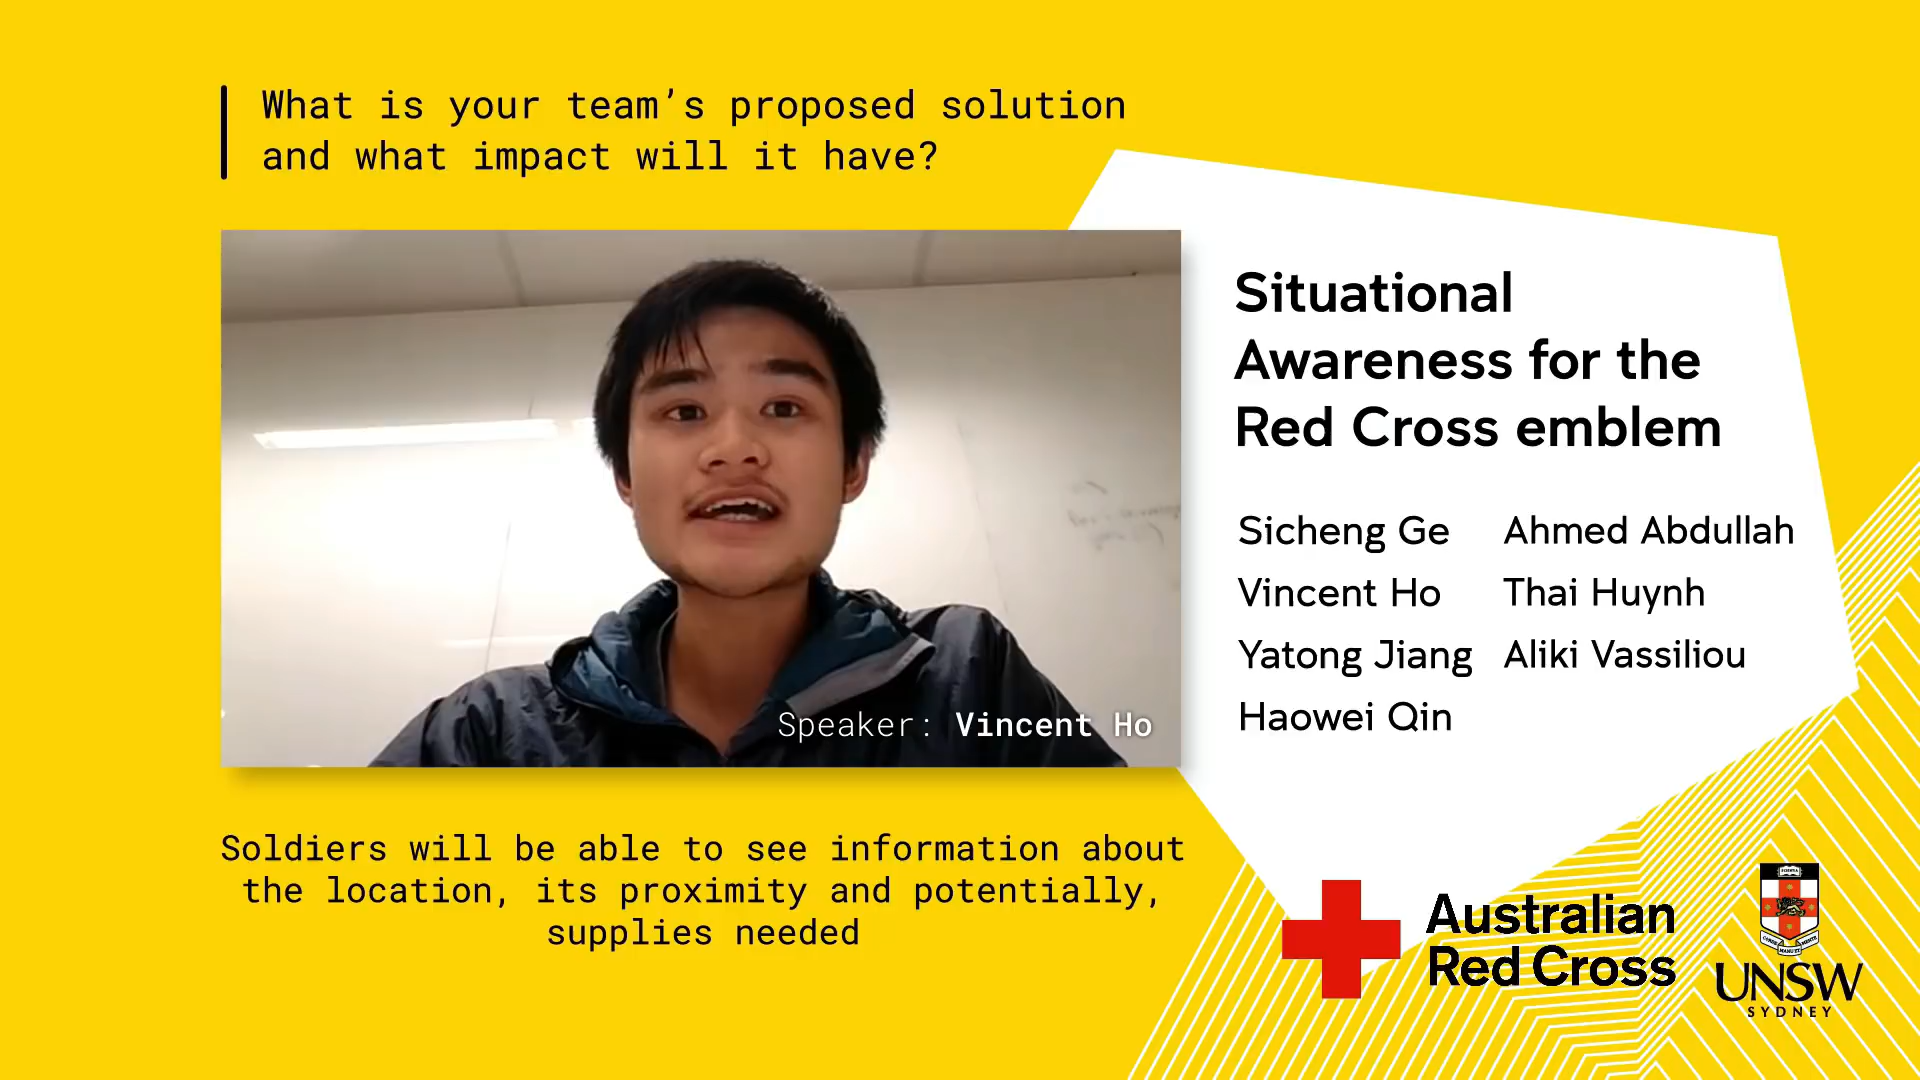 What is your team’s proposed solution
and what impact will it have?
Situational
Awareness for the
Red Cross emblem
Sicheng Ge
Vincent Ho
Yatong Jiang
Haowei Qin
Ahmed Abdullah
Thai Huynh
Aliki Vassiliou
Speaker: Vincent Ho
Soldiers will be able to see information about
the location, its proximity and potentially,
supplies needed
Australian
Red Cross
UNSW
SYDNEY